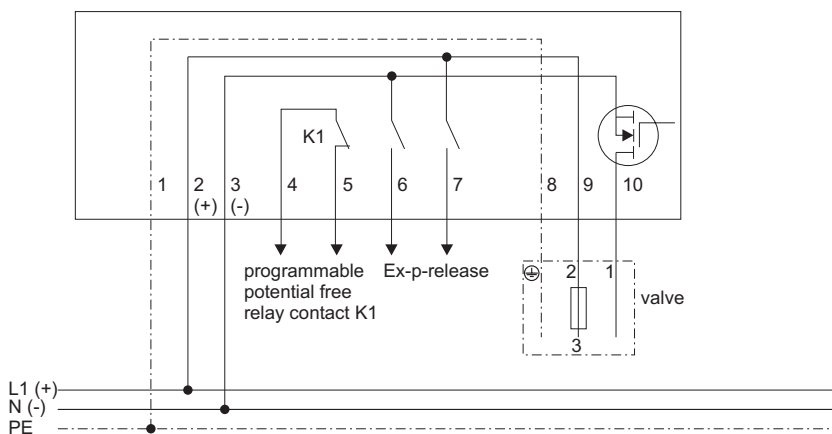 K1
1 2 3 4 5 6 7 8 9 10
(+) (-)
programmable
potential free
relay contact K1
Ex-p-release
2 1
valve
3
L1 (+)
N (-)
PE